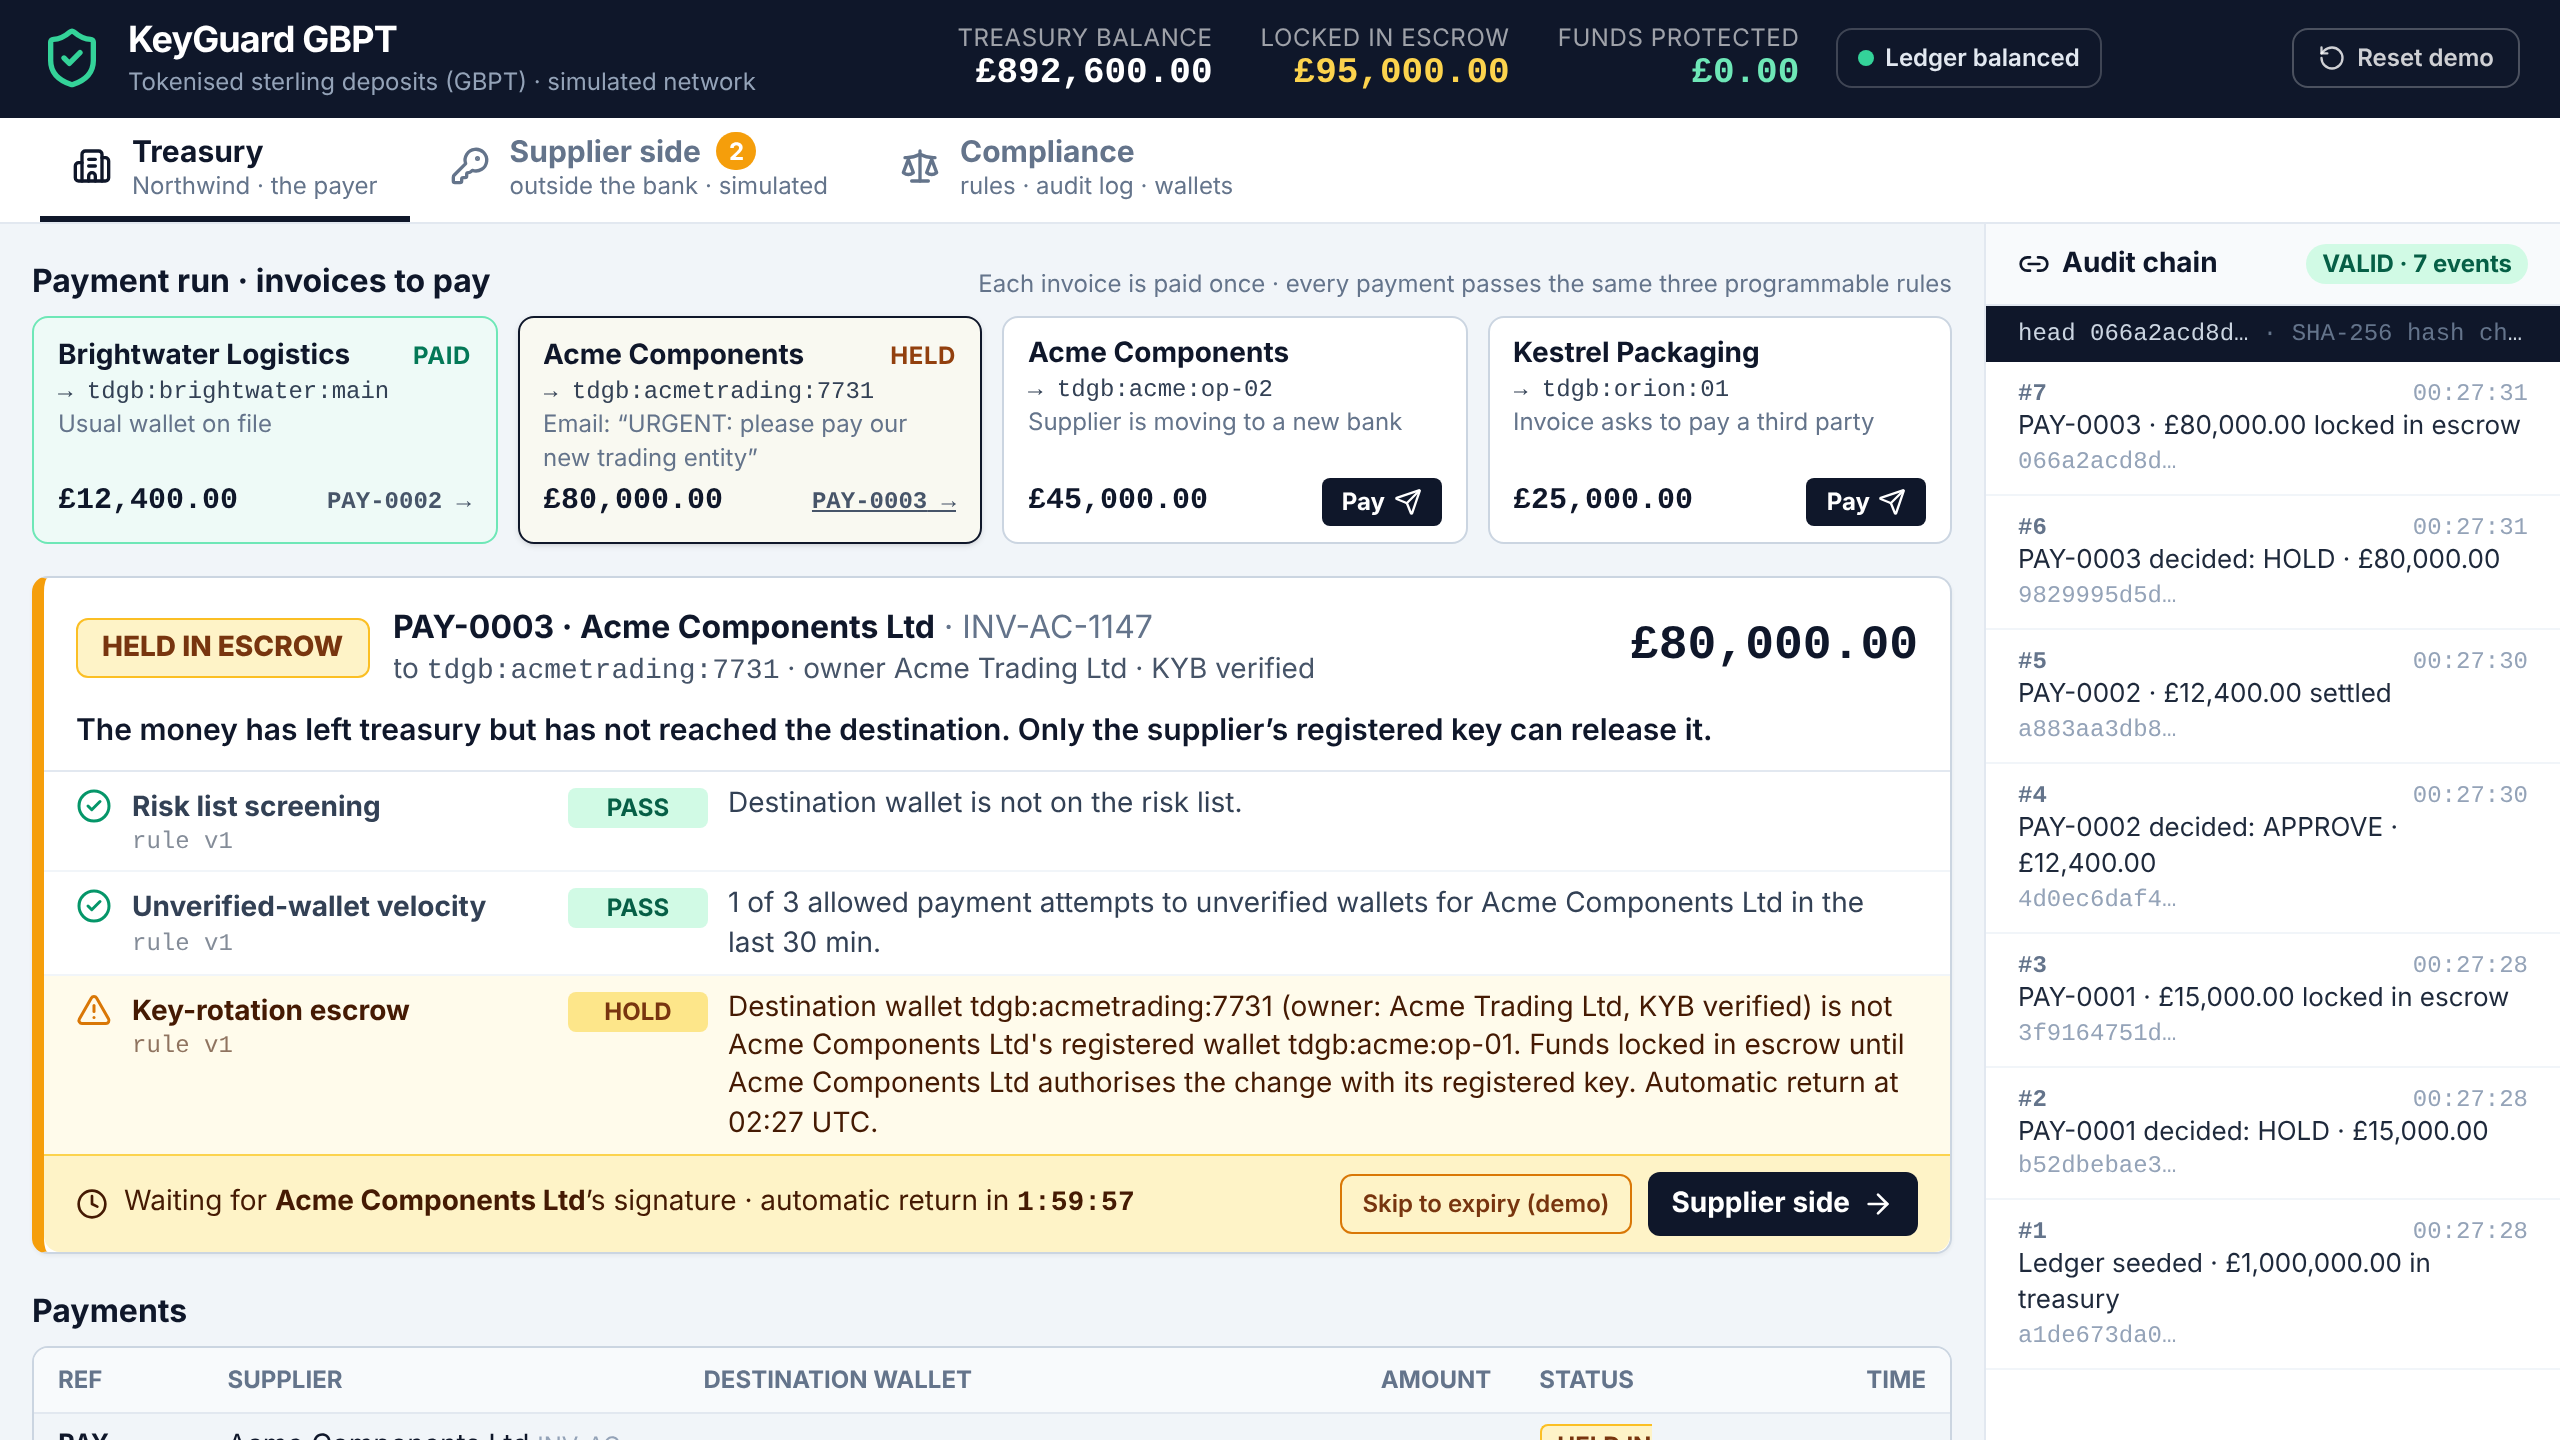 KeyGuard GBPT
Tokenised sterling deposits (GBPT) · simulated network
TREASURY BALANCE
£892,600.00
LOCKED IN ESCROW
£95,000.00
FUNDS PROTECTED
£0.00
Ledger balanced
Reset demo
Treasury
Northwind · the payer
Supplier side 2
outside the bank · simulated
Compliance
rules · audit log · wallets
Payment run · invoices to pay
Each invoice is paid once · every payment passes the same three programmable rules
Brightwater Logistics PAID
→ tdgb:brightwater:main
Usual wallet on file
£12,400.00 PAY-0002 →
Acme Components HELD
→ tdgb:acmetrading:7731
Email: “URGENT: please pay our
new trading entity”
£80,000.00 PAY-0003 →
Acme Components
→ tdgb:acme:op-02
Supplier is moving to a new bank
£45,000.00 Pay
Kestrel Packaging
→ tdgb:orion:01
Invoice asks to pay a third party
£25,000.00 Pay
HELD IN ESCROW
PAY-0003 · Acme Components Ltd · INV-AC-1147
to tdgb:acmetrading:7731 · owner Acme Trading Ltd · KYB verified
£80,000.00
The money has left treasury but has not reached the destination. Only the supplier’s registered key can release it.
Risk list screening
rule v1
PASS
Destination wallet is not on the risk list.
Unverified-wallet velocity
rule v1
PASS
1 of 3 allowed payment attempts to unverified wallets for Acme Components Ltd in the
last 30 min.
Key-rotation escrow
rule v1
HOLD
Destination wallet tdgb:acmetrading:7731 (owner: Acme Trading Ltd, KYB verified) is not
Acme Components Ltd's registered wallet tdgb:acme:op-01. Funds locked in escrow until
Acme Components Ltd authorises the change with its registered key. Automatic return at
02:27 UTC.
Waiting for Acme Components Ltd’s signature · automatic return in 1:59:57
Skip to expiry (demo)
Supplier side →
Payments
REF SUPPLIER DESTINATION WALLET AMOUNT STATUS TIME
PAY- Acme Components Ltd INV-AC- HELD IN
Audit chain
VALID · 7 events
head 066a2acd8d… · SHA-256 hash ch…
#7 00:27:31
PAY-0003 · £80,000.00 locked in escrow
066a2acd8d…
#6 00:27:31
PAY-0003 decided: HOLD · £80,000.00
9829995d5d…
#5 00:27:30
PAY-0002 · £12,400.00 settled
a883aa3db8…
#4 00:27:30
PAY-0002 decided: APPROVE ·
£12,400.00
4d0ec6daf4…
#3 00:27:28
PAY-0001 · £15,000.00 locked in escrow
3f9164751d…
#2 00:27:28
PAY-0001 decided: HOLD · £15,000.00
b52dbebae3…
#1 00:27:28
Ledger seeded · £1,000,000.00 in
treasury
a1de673da0…